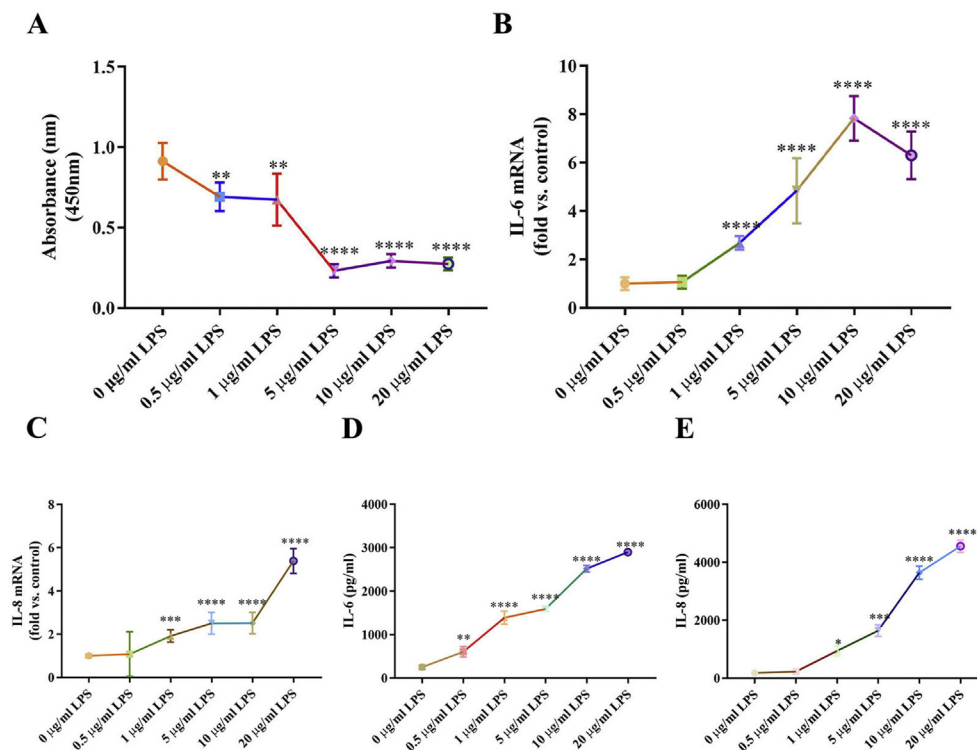 A
Absorbance (nm)
(450nm)
1.5
1.0
0.5
0.0
**
**
****
****
****
0 μg/ml LPS
0.5 μg/ml LPS
1 μg/ml LPS
5 μg/ml LPS
10 μg/ml LPS
20 μg/ml LPS
B
IL-6 mRNA
(fold vs. control)
10
8
6
4
2
0
****
****
****
****
0 μg/ml LPS
0.5 μg/ml LPS
1 μg/ml LPS
5 μg/ml LPS
10 μg/ml LPS
20 μg/ml LPS
C
IL-8 mRNA
(fold vs. control)
8
6
4
2
0
***
****
****
****
0 μg/ml LPS
0.5 μg/ml LPS
1 μg/ml LPS
5 μg/ml LPS
10 μg/ml LPS
20 μg/ml LPS
D
IL-6 (pg/ml)
4000
3000
2000
1000
0
**
****
****
****
****
0 μg/ml LPS
0.5 μg/ml LPS
1 μg/ml LPS
5 μg/ml LPS
10 μg/ml LPS
20 μg/ml LPS
E
IL-8 (pg/ml)
6000
4000
2000
0
*
***
****
****
0 μg/ml LPS
0.5 μg/ml LPS
1 μg/ml LPS
5 μg/ml LPS
10 μg/ml LPS
20 μg/ml LPS